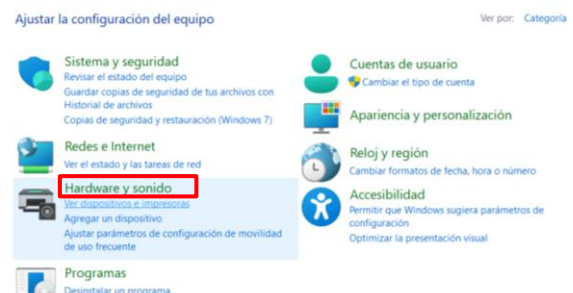 Ajustar la configuración del equipo
Ver por: Categoría
Sistema y seguridad
Revisar el estado del equipo
Guardar copias de seguridad de tus archivos con
Historial de archivos
Copias de seguridad y restauración (Windows 7)
Redes e Internet
Ver el estado y las tareas de red
Hardware y sonido
Ver dispositivos e impresoras
Agregar un dispositivo
Ajustar parámetros de configuración de movilidad
de uso frecuente
Programas
Desinstalar un programa
Cuentas de usuario
Cambiar el tipo de cuenta
Apariencia y personalización
Reloj y región
Cambiar formatos de fecha, hora o número
Accesibilidad
Permitir que Windows sugiera parámetros de
configuración
Optimizar la presentación visual